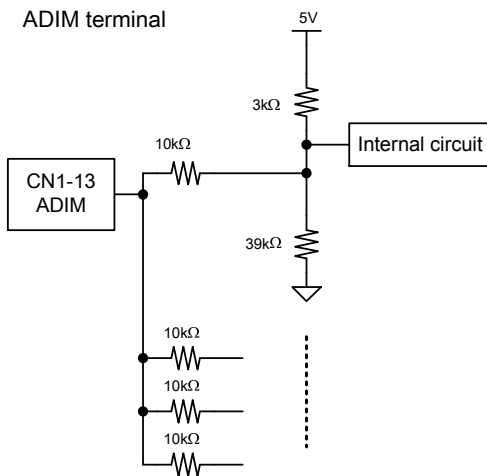 ADIM terminal
5V
3kΩ
10kΩ
Internal circuit
CN1-13
ADIM
39kΩ
10kΩ
10kΩ
10kΩ